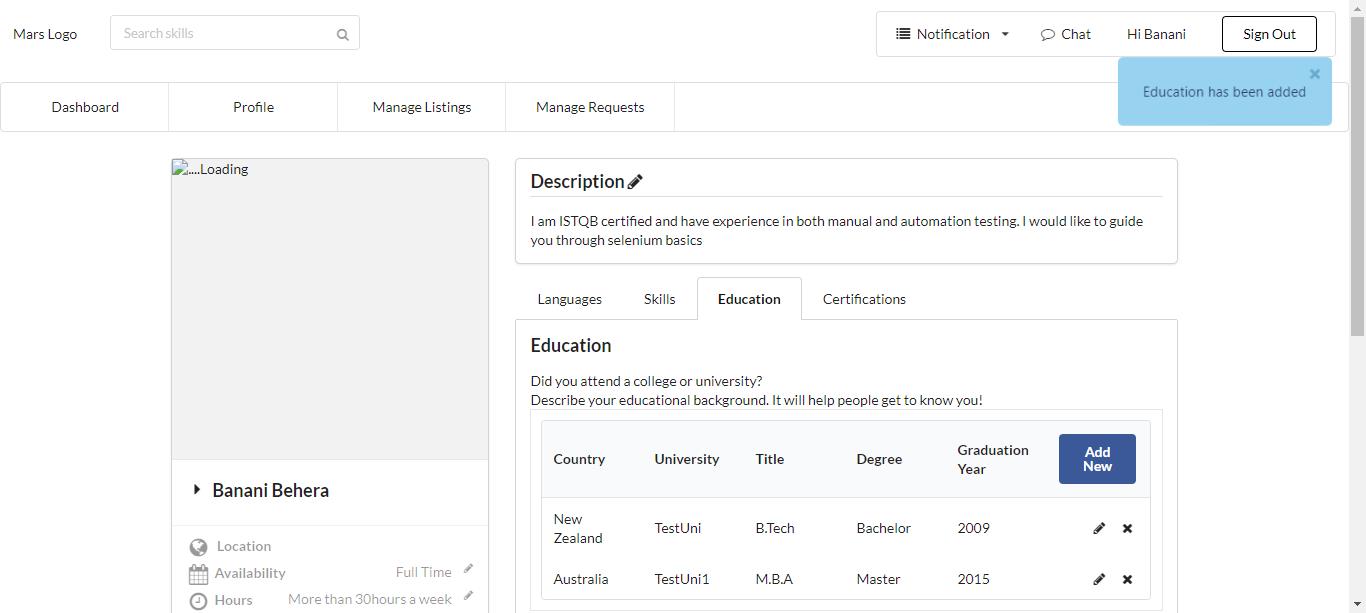 Mars Logo
Search skills
Notification
Chat
Hi Banani
Sign Out
Education has been added
Dashboard
Profile
Manage Listings
Manage Requests
....Loading
Description
I am ISTQB certified and have experience in both manual and automation testing. I would like to guide
you through selenium basics
Languages
Skills
Education
Certifications
Education
Did you attend a college or university?
Describe your educational background. It will help people get to know you!
Country University Title Degree Graduation
Year
Add
New
New
Zealand
TestUni B.Tech Bachelor 2009
Australia TestUni1 M.B.A Master 2015
Banani Behera
Location
Availability Full Time
Hours More than 30hours a week